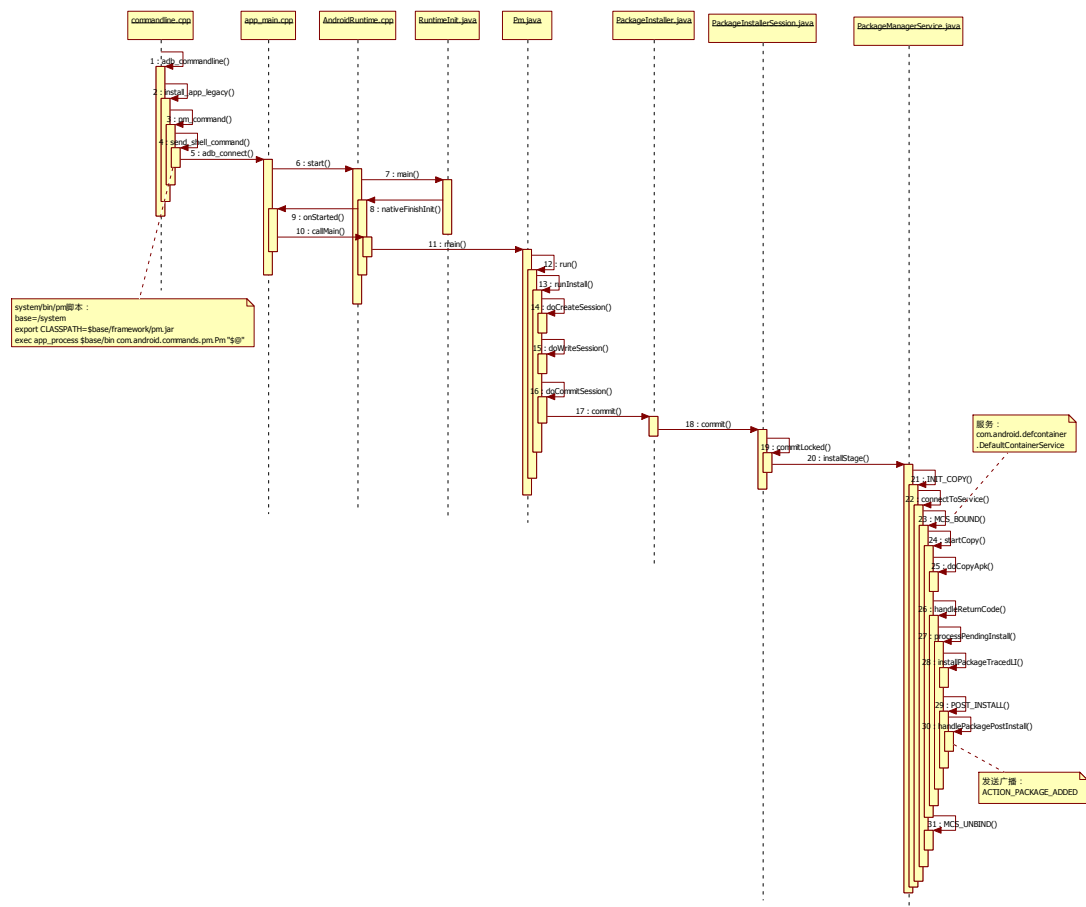 commandline.cpp
app_main.cpp
AndroidRuntime.cpp
RuntimeInit.java
Pm.java
PackageInstaller.java
PackageInstallerSession.java
PackageManagerService.java
1 : adb_commandline()
2 : install_app_legacy()
3 : pm_command()
4 : send_shell_command()
5 : adb_connect()
6 : start()
7 : main()
8 : nativeFinishInit()
9 : onStarted()
10 : callMain()
11 : main()
12 : run()
13 : runInstall()
14 : doCreateSession()
system/bin/pm脚本：
base=/system
export CLASSPATH=$base/framework/pm.jar
exec app_process $base/bin com.android.commands.pm.Pm "$@"
15 : doWriteSession()
16 : doCommitSession()
17 : commit()
18 : commit()
19 : commitLocked()
20 : installStage()
服务：
com.android.defcontainer
.DefaultContainerService
21 : INIT_COPY()
22 : connectToService()
23 : MCS_BOUND()
24 : startCopy()
25 : doCopyApk()
26 : handleReturnCode()
27 : processPendingInstall()
28 : installPackageTracedLI()
29 : POST_INSTALL()
30 : handlePackagePostInstall()
发送广播：
ACTION_PACKAGE_ADDED
31 : MCS_UNBIND()